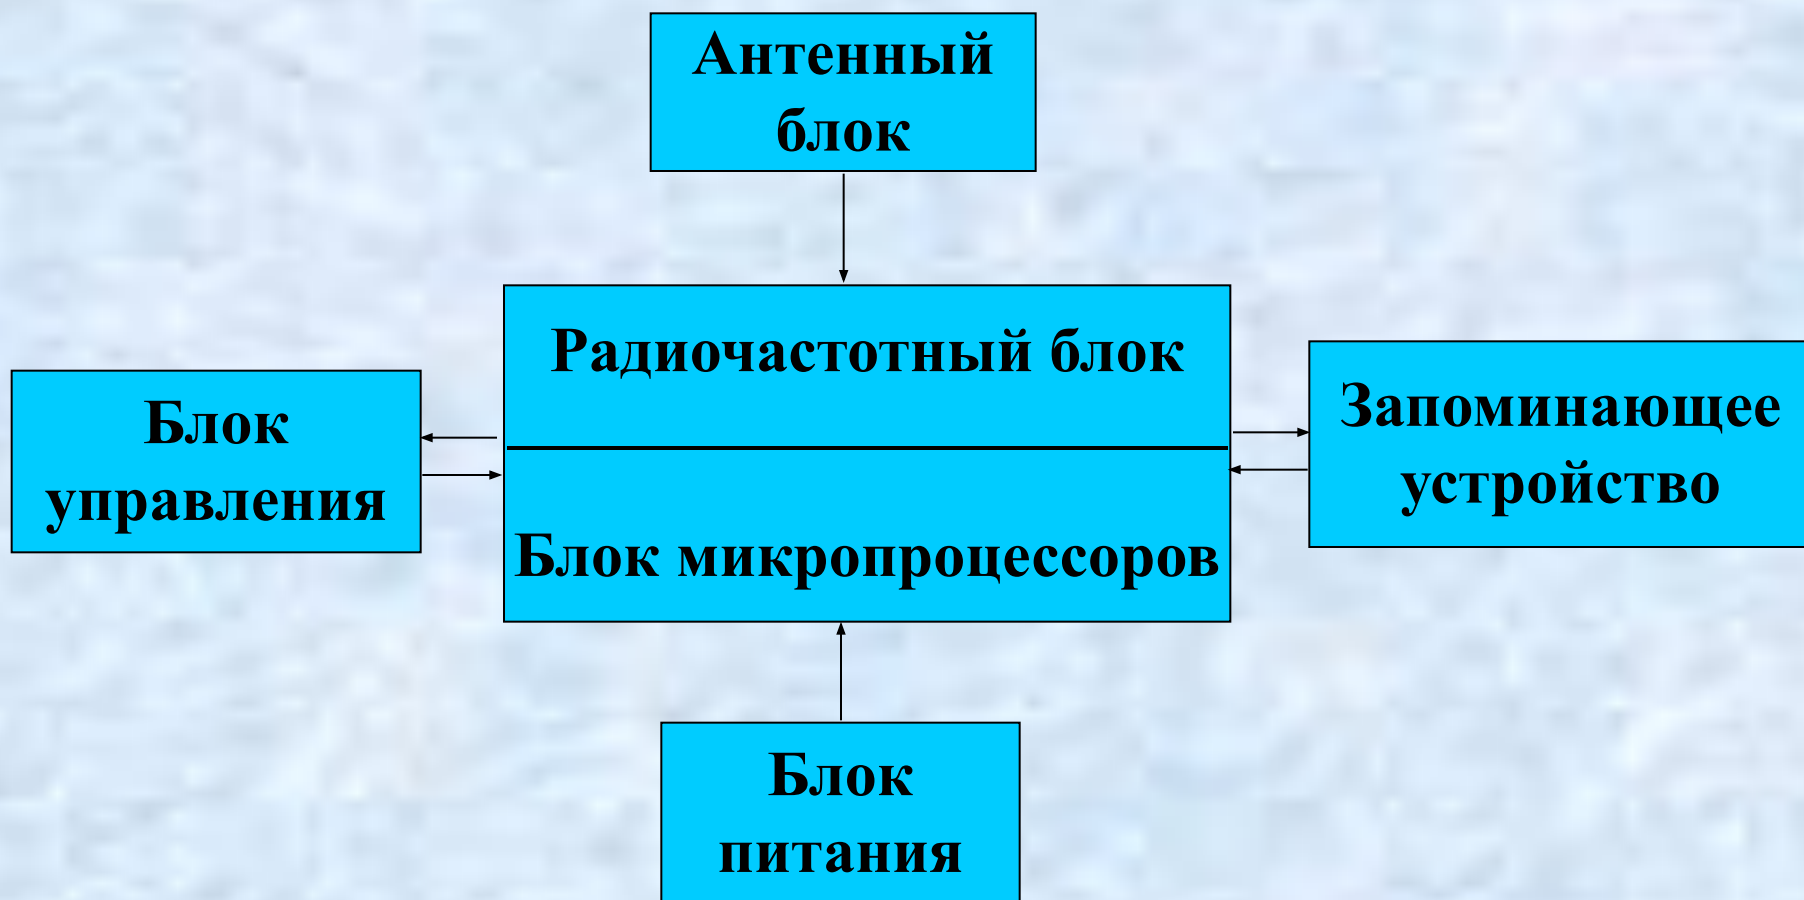 Антенный
блок
Радиочастотный блок
Блок
управления
Запоминающее
устройство
Блок микропроцессоров
Блок
питания